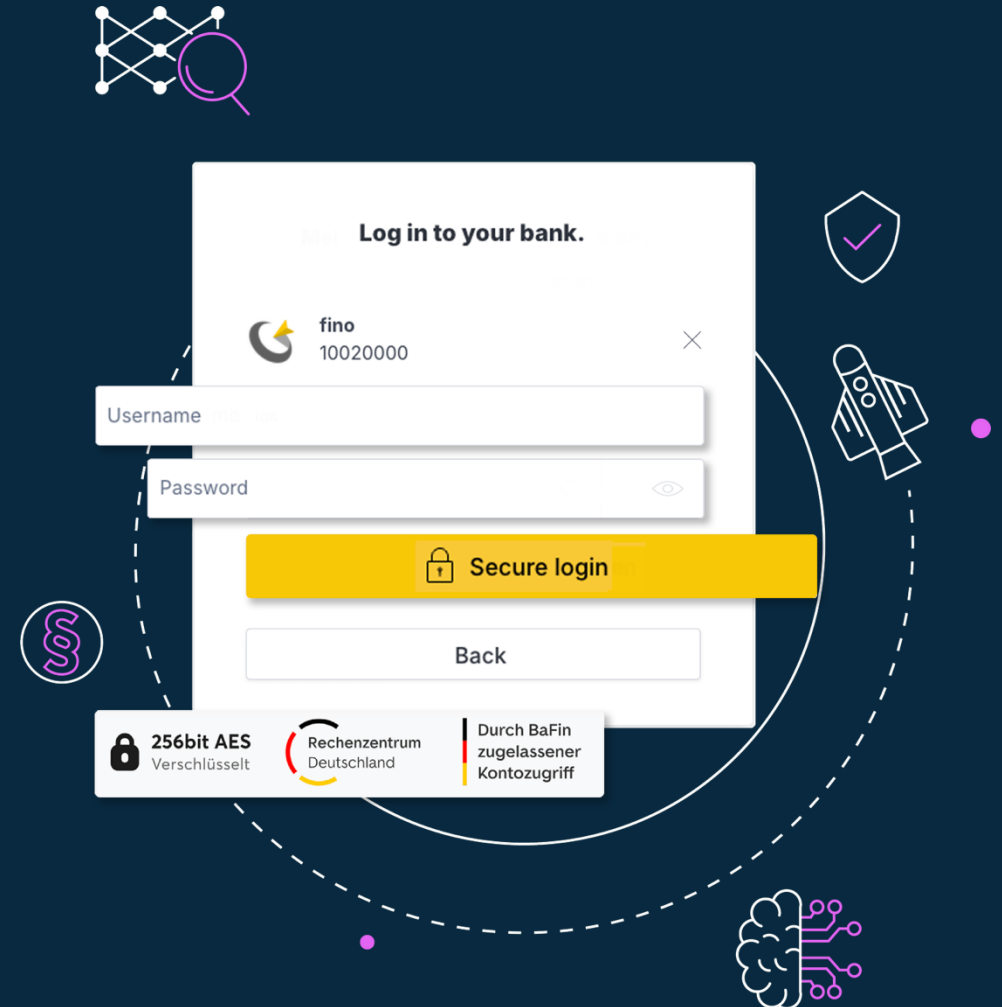 Log in to your bank.
fino
10020000
Username
Password
Secure login
Back
256bit AES
Verschlüsselt
Rechenzentrum
Deutschland
Durch BaFin
zugelassener
Kontozugriff
§